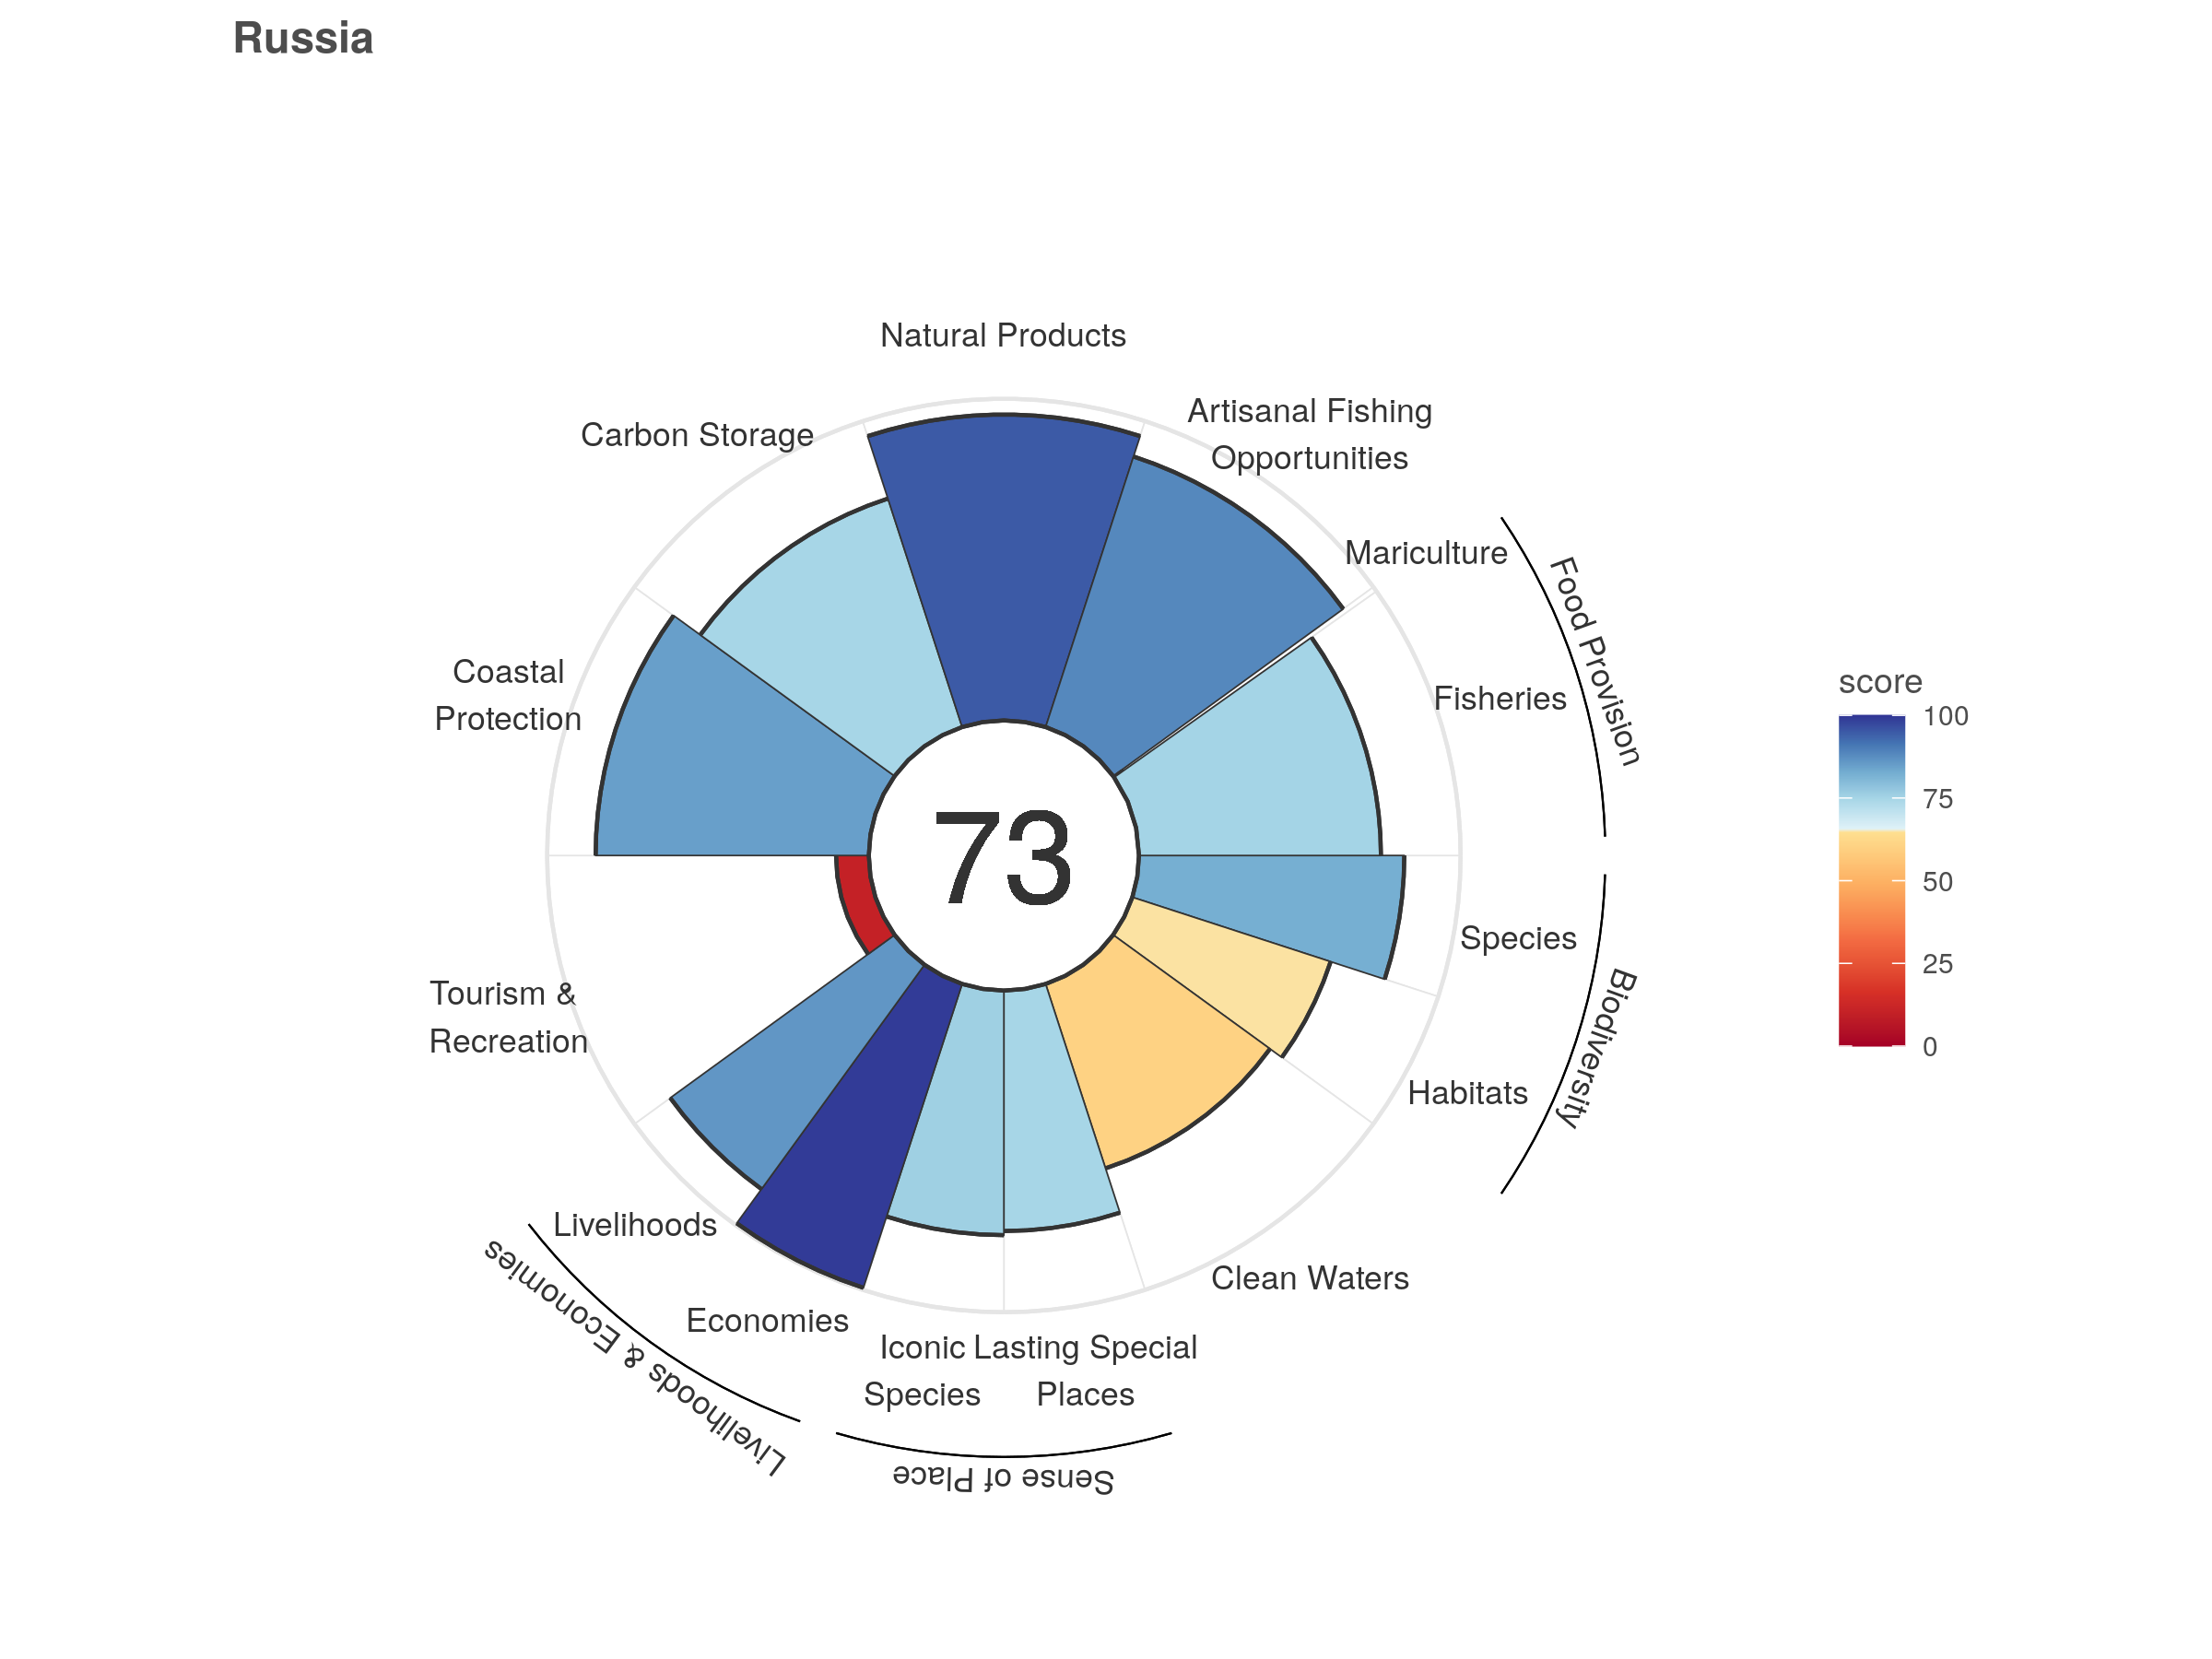 Russia
Natural Products
Artisanal Fishing
Opportunities
Carbon Storage
Mariculture
Food Provision
Fisheries
Coastal
Protection
score
100
75
50
25
0
73
Species
Biodiversity
Habitats
Tourism &
Recreation
Livelihoods
Clean Waters
Economies
Livelihoods & Economies
Iconic
Species
Lasting Special
Places
Sense of Place